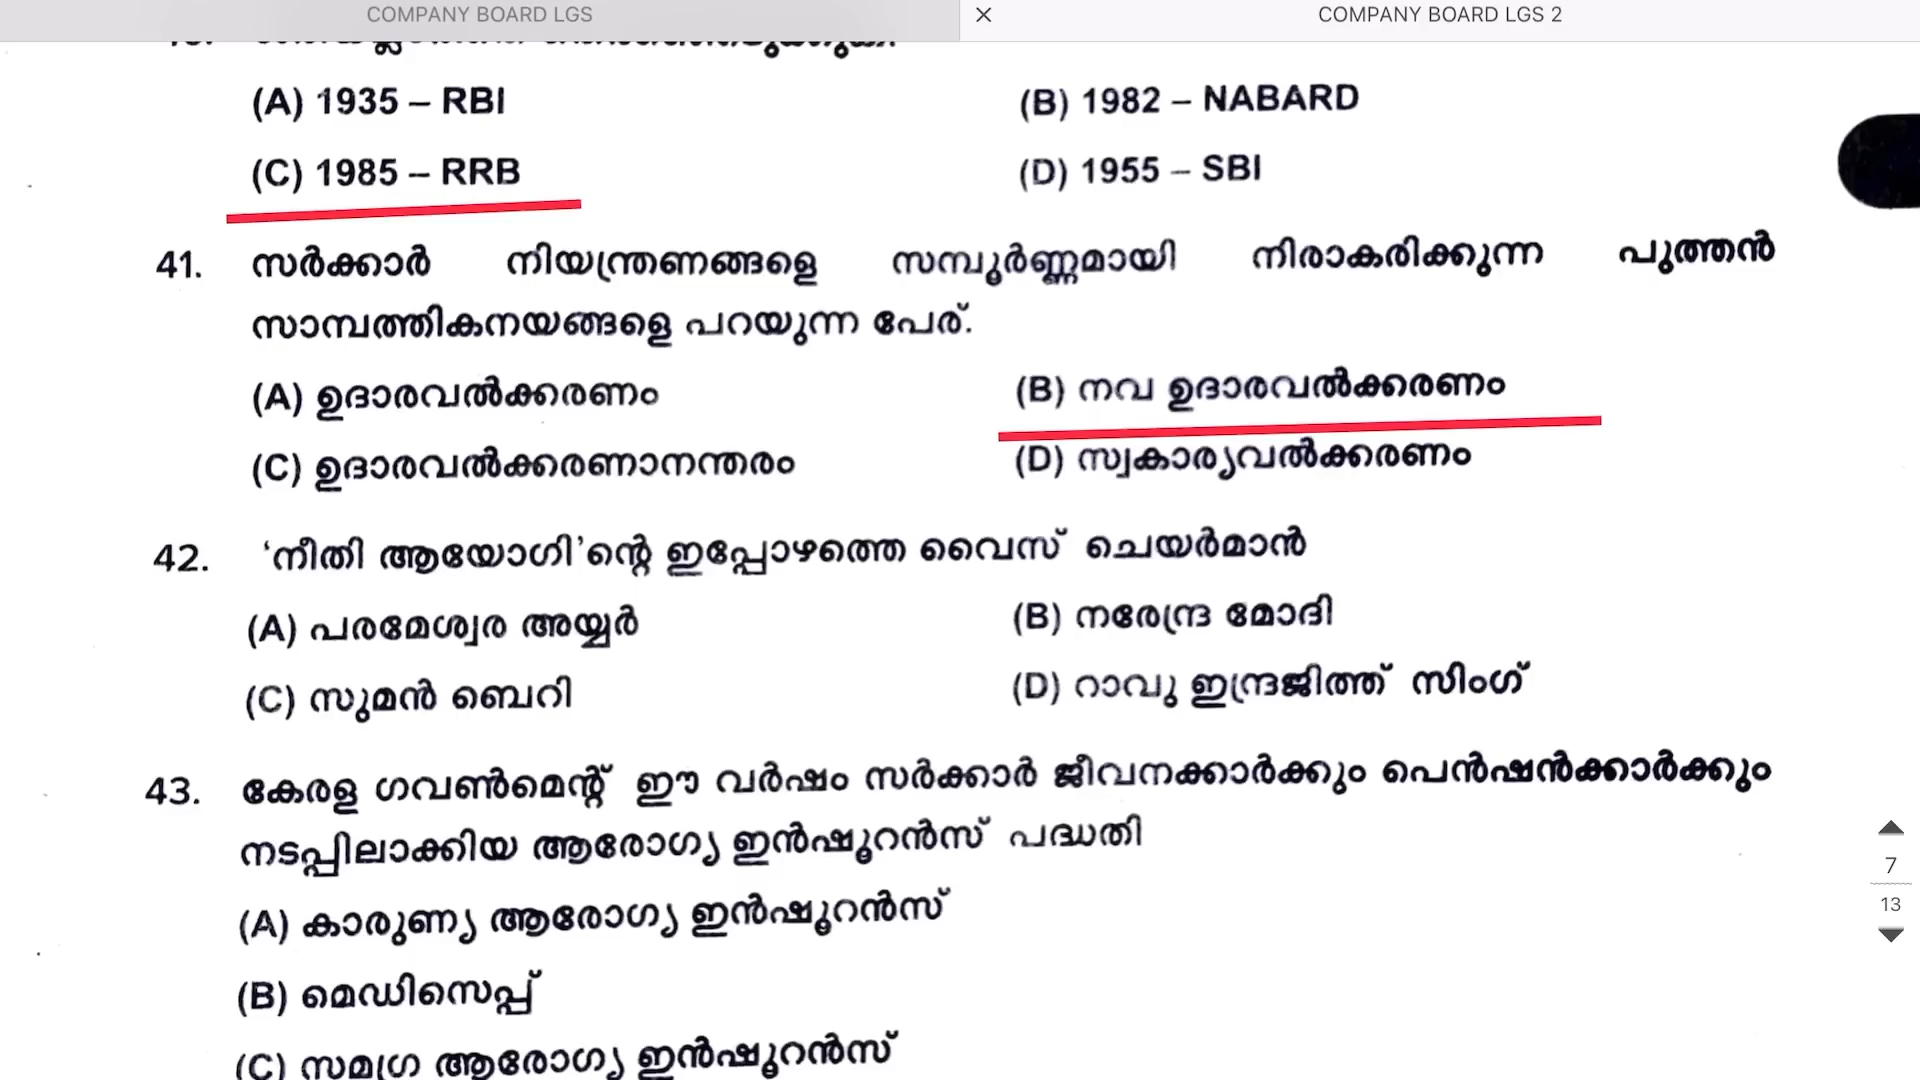 COMPANY BOARD LGS
COMPANY BOARD LGS 2
(A) 1935 – RBI (B) 1982 – NABARD
(C) 1985 – RRB (D) 1955 – SBI
41. സർക്കാർ നിയന്ത്രണങ്ങളെ സമ്പൂർണ്ണമായി നിരാകരിക്കുന്ന പുത്തൻ
സാമ്പത്തികനയങ്ങളെ പറയുന്ന പേര്.
(A) ഉദാരവൽക്കരണം (B) നവ ഉദാരവൽക്കരണം
(C) ഉദാരവൽക്കരണാനന്തരം (D) സ്വകാര്യവൽക്കരണം
42. ‘നീതി ആയോഗി’ന്റെ ഇപ്പോഴത്തെ വൈസ് ചെയർമാൻ
(A) പരമേശ്വര അയ്യർ (B) നരേന്ദ്ര മോദി
(C) സുമൻ ബെറി (D) റാവു ഇന്ദ്രജിത്ത് സിംഗ്
43. കേരള ഗവൺമെന്റ് ഈ വർഷം സർക്കാർ ജീവനക്കാർക്കും പെൻഷൻക്കാർക്കും
നടപ്പിലാക്കിയ ആരോഗ്യ ഇൻഷൂറൻസ് പദ്ധതി
(A) കാരുണ്യ ആരോഗ്യ ഇൻഷൂറൻസ്
(B) മെഡിസെപ്പ്
(C) സമഗ്ര ആരോഗ്യ ഇൻഷൂറൻസ്
7
13